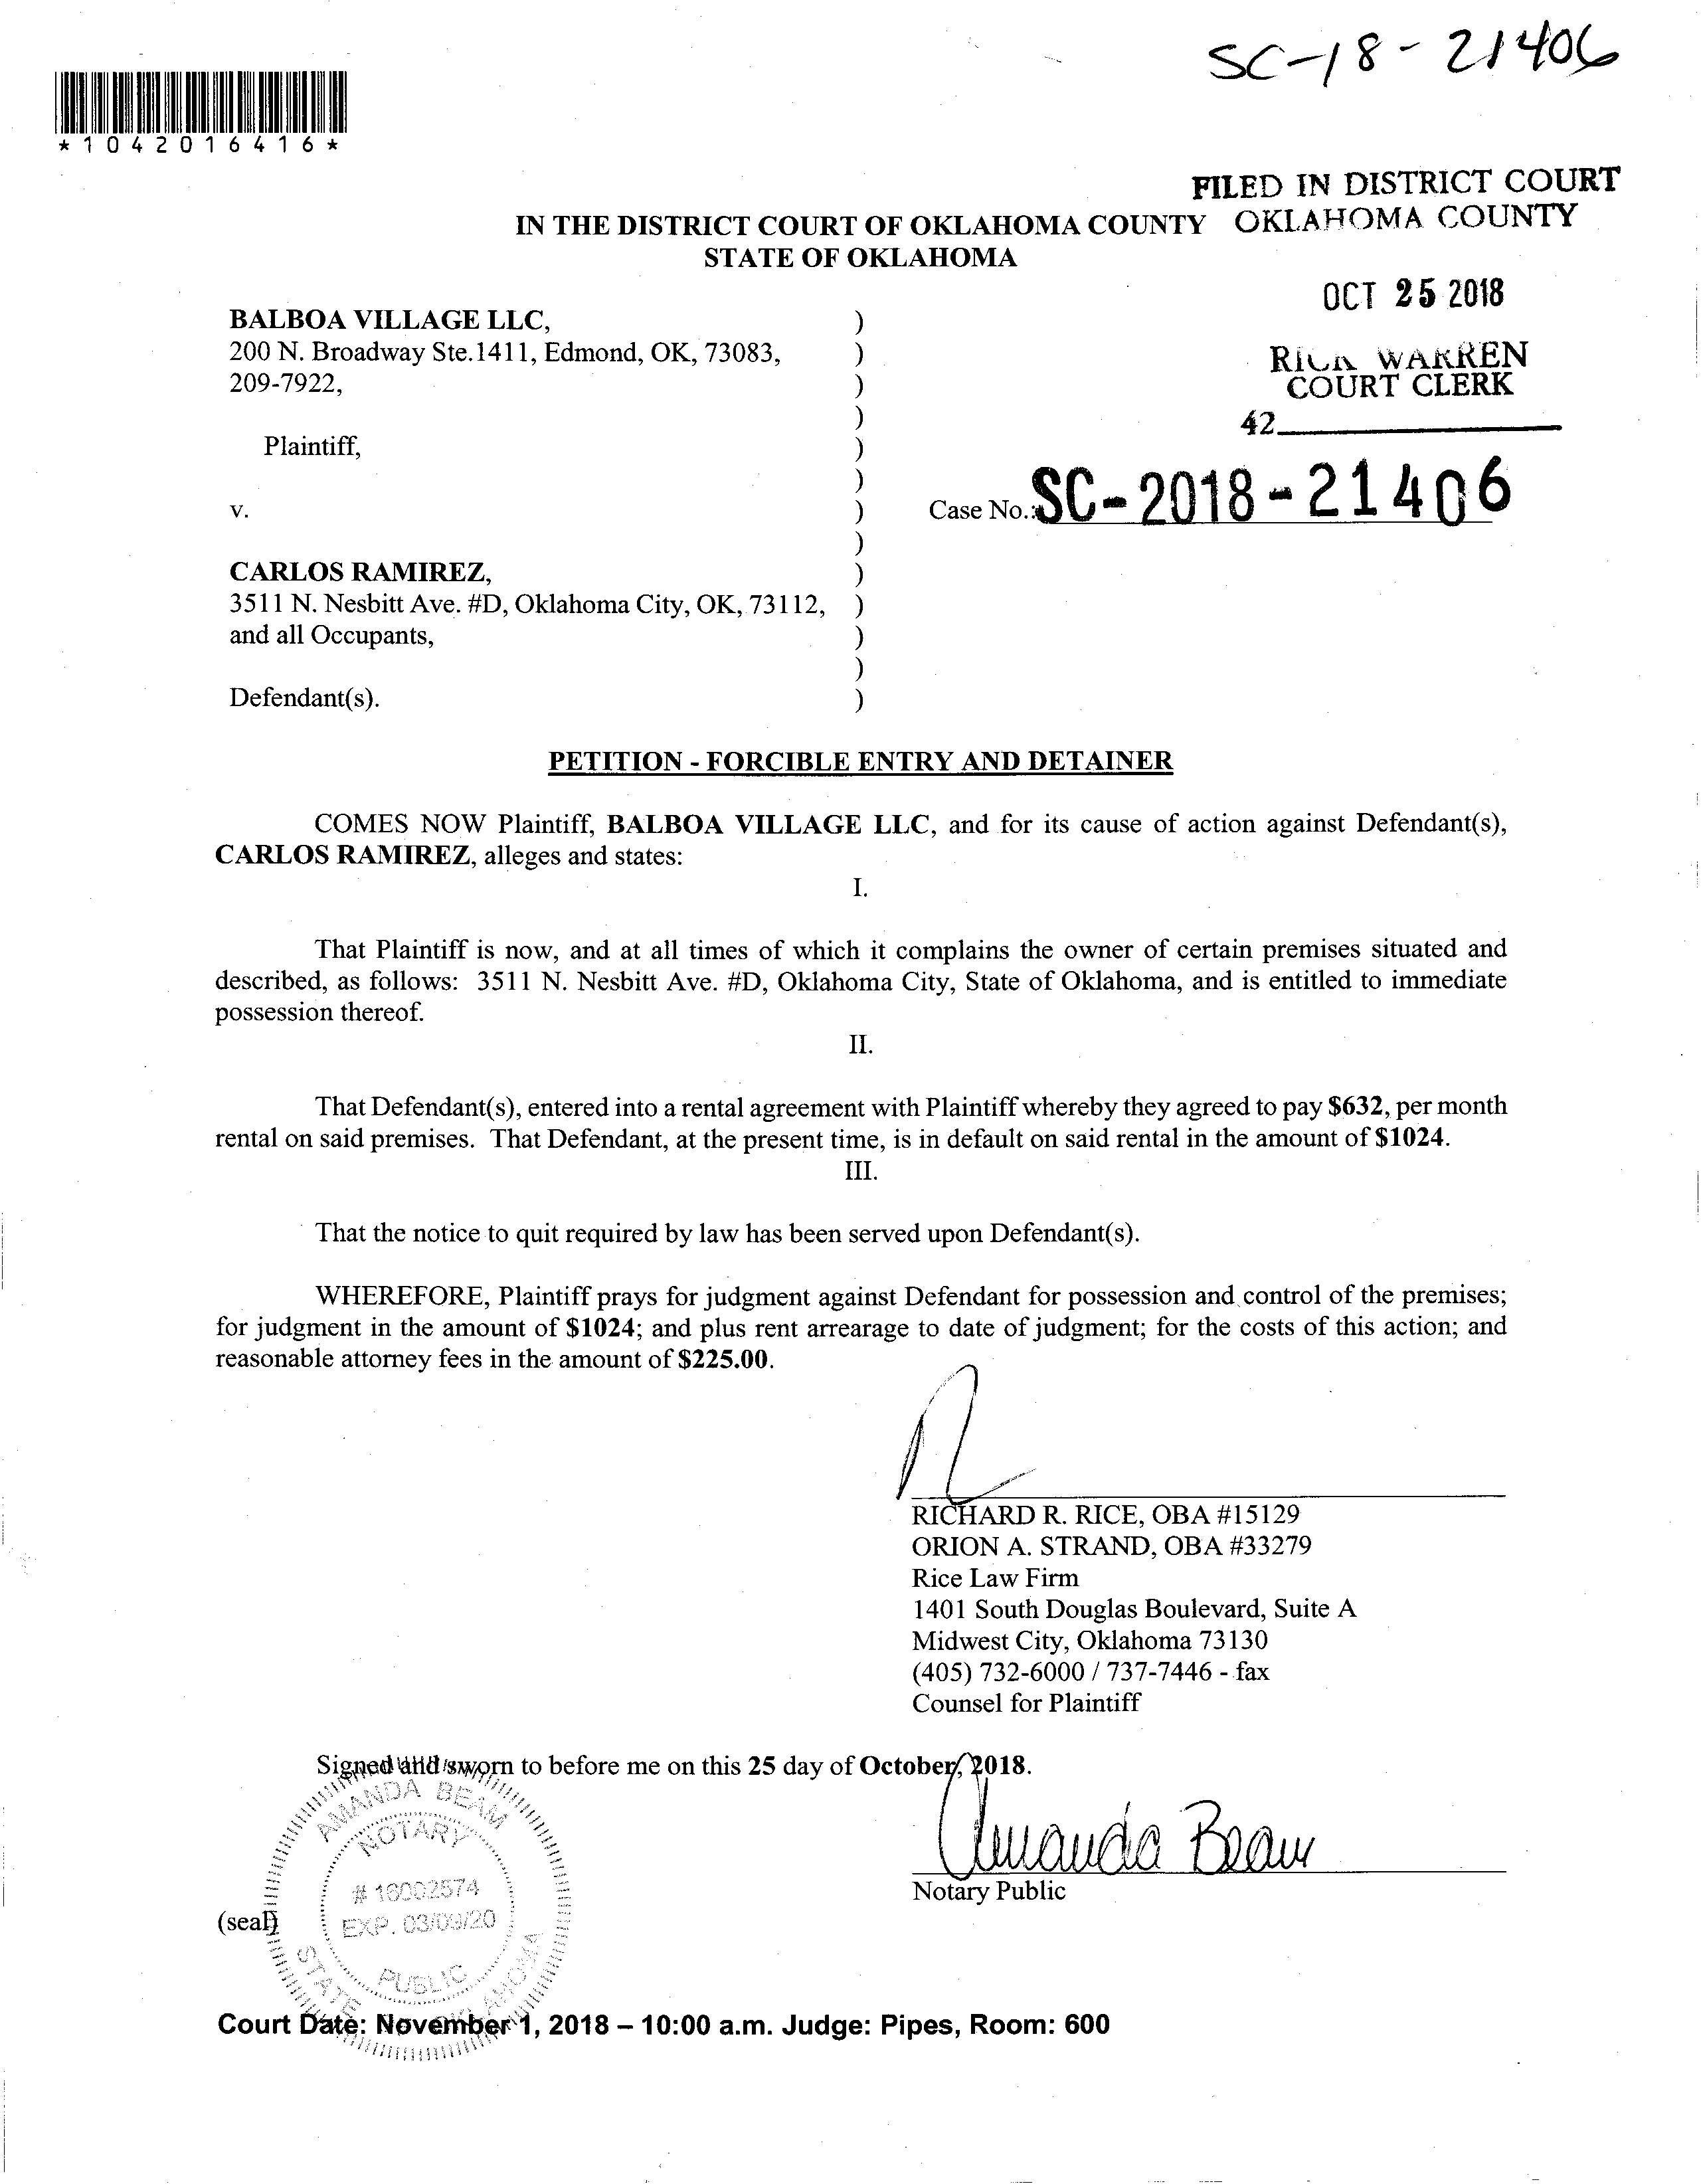 SC-18-21406
*1042016416*
FILED IN DISTRICT COURT
OKLAHOMA COUNTY
IN THE DISTRICT COURT OF OKLAHOMA COUNTY
STATE OF OKLAHOMA
OCT 25 2018
RICK WARREN
COURT CLERK
42
BALBOA VILLAGE LLC, )
200 N. Broadway Ste.1411, Edmond, OK, 73083, )
209-7922, )
)
Plaintiff, )
)
v. ) Case No.: SC-2018-21406
)
CARLOS RAMIREZ, )
3511 N. Nesbitt Ave. #D, Oklahoma City, OK, 73112, )
and all Occupants, )
)
Defendant(s). )
PETITION - FORCIBLE ENTRY AND DETAINER
COMES NOW Plaintiff, BALBOA VILLAGE LLC, and for its cause of action against Defendant(s),
CARLOS RAMIREZ, alleges and states:
I.
That Plaintiff is now, and at all times of which it complains the owner of certain premises situated and
described, as follows: 3511 N. Nesbitt Ave. #D, Oklahoma City, State of Oklahoma, and is entitled to immediate
possession thereof.
II.
That Defendant(s), entered into a rental agreement with Plaintiff whereby they agreed to pay $632, per month
rental on said premises. That Defendant, at the present time, is in default on said rental in the amount of $1024.
III.
That the notice to quit required by law has been served upon Defendant(s).
WHEREFORE, Plaintiff prays for judgment against Defendant for possession and control of the premises;
for judgment in the amount of $1024; and plus rent arrearage to date of judgment; for the costs of this action; and
reasonable attorney fees in the amount of $225.00.
RICHARD R. RICE, OBA #15129
ORION A. STRAND, OBA #33279
Rice Law Firm
1401 South Douglas Boulevard, Suite A
Midwest City, Oklahoma 73130
(405) 732-6000 / 737-7446 - fax
Counsel for Plaintiff
Signed and sworn to before me on this 25 day of October, 2018.
AMANDA BEAM
NOTARY
# 16002574
EXP. 03/09/20
PUBLIC
STATE OKLAHOMA
Amanda Beam
Notary Public
(seal)
Court Date: November 1, 2018 – 10:00 a.m. Judge: Pipes, Room: 600